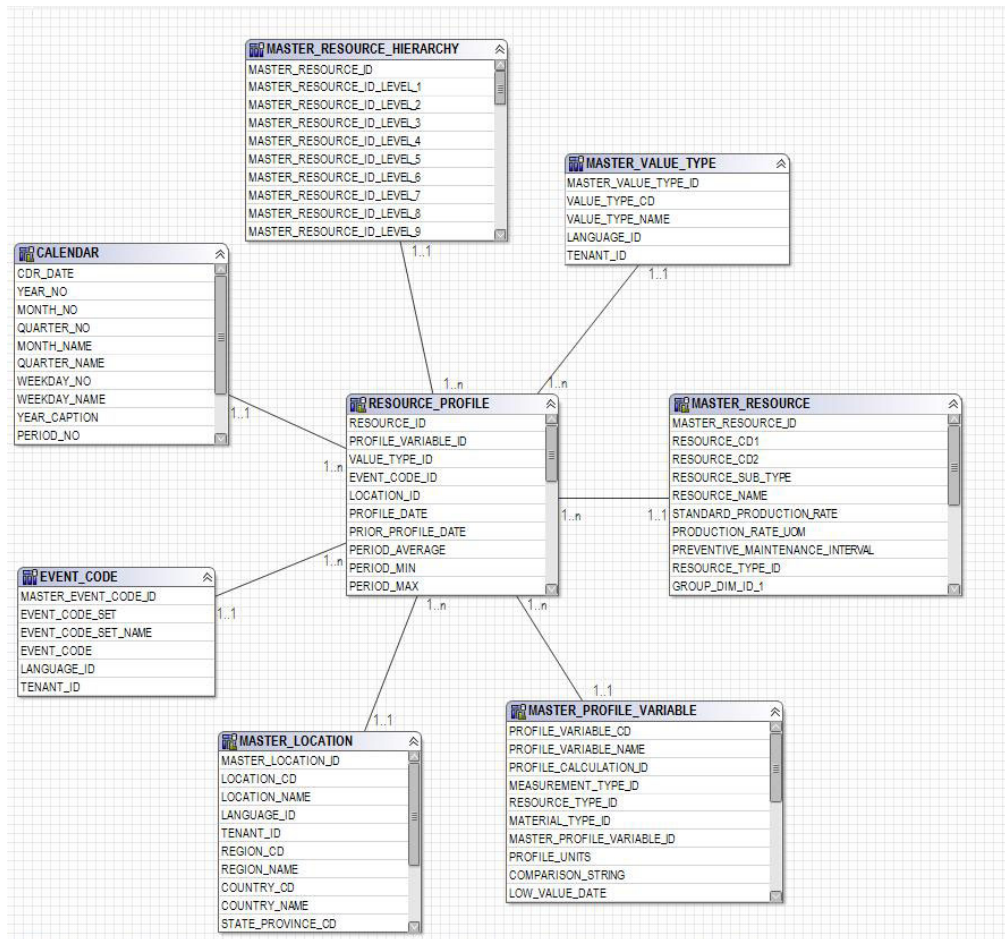 MASTER_RESOURCE_HIERARCHY
MASTER_RESOURCE_ID
MASTER_RESOURCE_ID_LEVEL_1
MASTER_RESOURCE_ID_LEVEL_2
MASTER_RESOURCE_ID_LEVEL_3
MASTER_RESOURCE_ID_LEVEL_4
MASTER_RESOURCE_ID_LEVEL_5
MASTER_RESOURCE_ID_LEVEL_6
MASTER_RESOURCE_ID_LEVEL_7
MASTER_RESOURCE_ID_LEVEL_8
MASTER_RESOURCE_ID_LEVEL_9
1..1
MASTER_VALUE_TYPE
MASTER_VALUE_TYPE_ID
VALUE_TYPE_CD
VALUE_TYPE_NAME
LANGUAGE_ID
TENANT_ID
1..1
CALENDAR
CDR_DATE
YEAR_NO
MONTH_NO
QUARTER_NO
MONTH_NAME
QUARTER_NAME
WEEKDAY_NO
WEEKDAY_NAME
YEAR_CAPTION
PERIOD_NO
1..1
1..n
1..n
1..n
RESOURCE_PROFILE
RESOURCE_ID
PROFILE_VARIABLE_ID
VALUE_TYPE_ID
EVENT_CODE_ID
LOCATION_ID
PROFILE_DATE
PRIOR_PROFILE_DATE
PERIOD_AVERAGE
PERIOD_MIN
PERIOD_MAX
1..n
1..1
MASTER_RESOURCE
MASTER_RESOURCE_ID
RESOURCE_CD1
RESOURCE_CD2
RESOURCE_SUB_TYPE
RESOURCE_NAME
STANDARD_PRODUCTION_RATE
PRODUCTION_RATE_UOM
PREVENTIVE_MAINTENANCE_INTERVAL
RESOURCE_TYPE_ID
GROUP_DIM_ID_1
1..n
EVENT_CODE
MASTER_EVENT_CODE_ID
EVENT_CODE_SET
EVENT_CODE_SET_NAME
EVENT_CODE
LANGUAGE_ID
TENANT_ID
1..1
1..n
1..n
1..1
MASTER_LOCATION
MASTER_LOCATION_ID
LOCATION_CD
LOCATION_NAME
LANGUAGE_ID
TENANT_ID
REGION_CD
REGION_NAME
COUNTRY_CD
COUNTRY_NAME
STATE_PROVINCE_CD
1..1
MASTER_PROFILE_VARIABLE
PROFILE_VARIABLE_CD
PROFILE_VARIABLE_NAME
PROFILE_CALCULATION_ID
MEASUREMENT_TYPE_ID
RESOURCE_TYPE_ID
MATERIAL_TYPE_ID
MASTER_PROFILE_VARIABLE_ID
PROFILE_UNITS
COMPARISON_STRING
LOW_VALUE_DATE